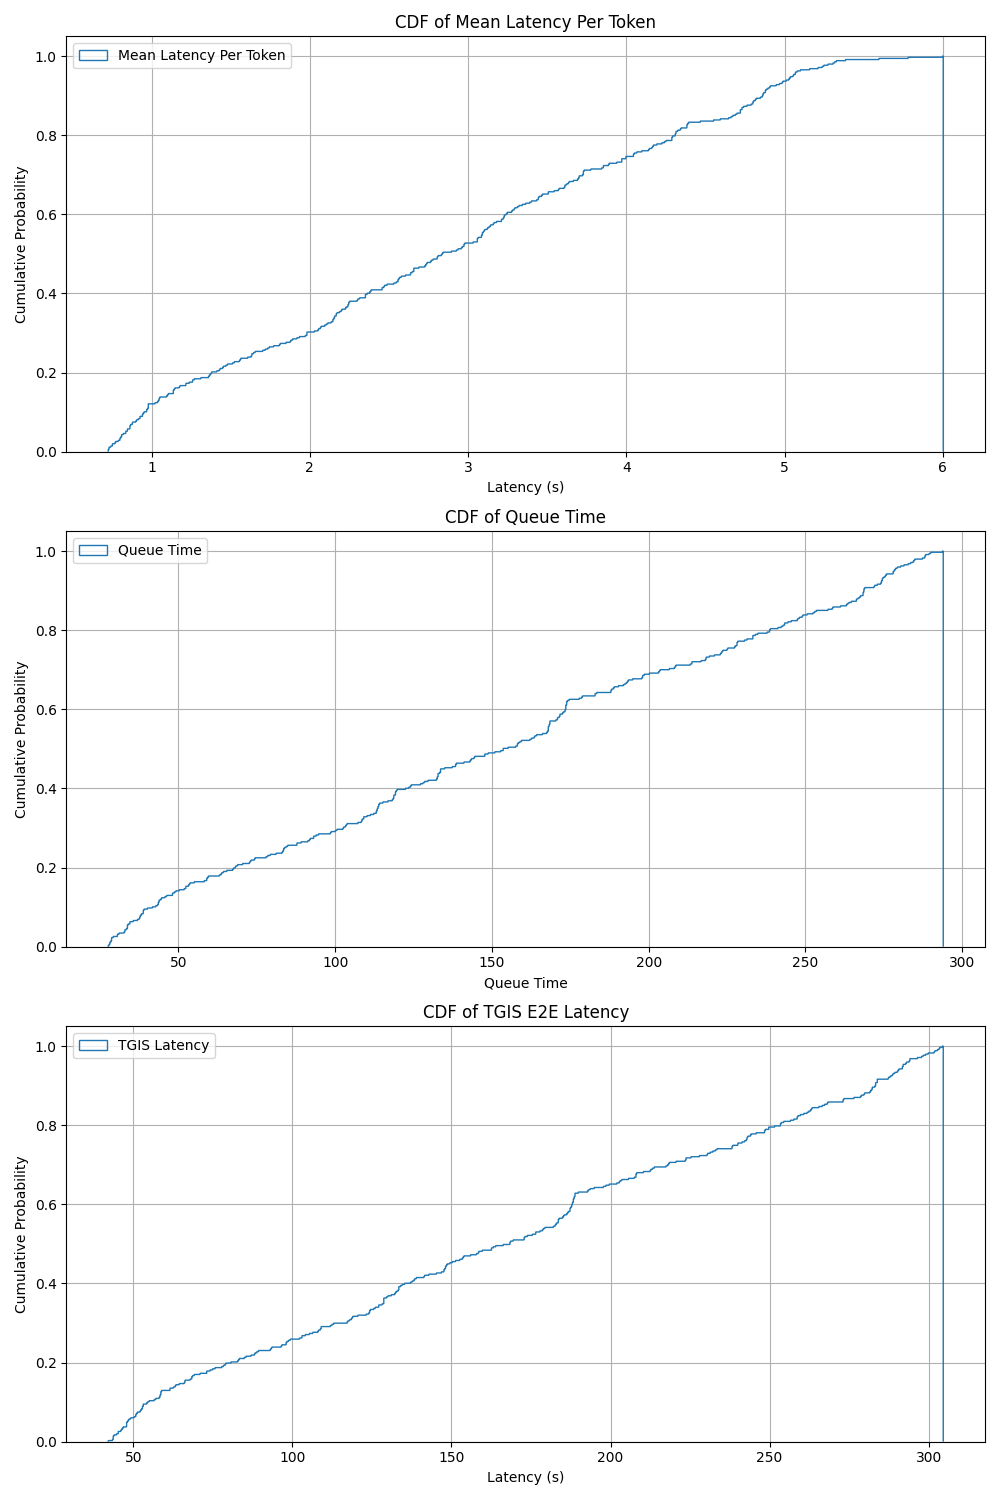 CDF of Mean Latency Per Token
Mean Latency Per Token
1.0
0.8
0.6
0.4
0.2
0.0
Cumulative Probability
1 2 3 4 5 6
Latency (s)
CDF of Queue Time
Queue Time
1.0
0.8
0.6
0.4
0.2
0.0
Cumulative Probability
50 100 150 200 250 300
Queue Time
CDF of TGIS E2E Latency
TGIS Latency
1.0
0.8
0.6
0.4
0.2
0.0
Cumulative Probability
50 100 150 200 250 300
Latency (s)